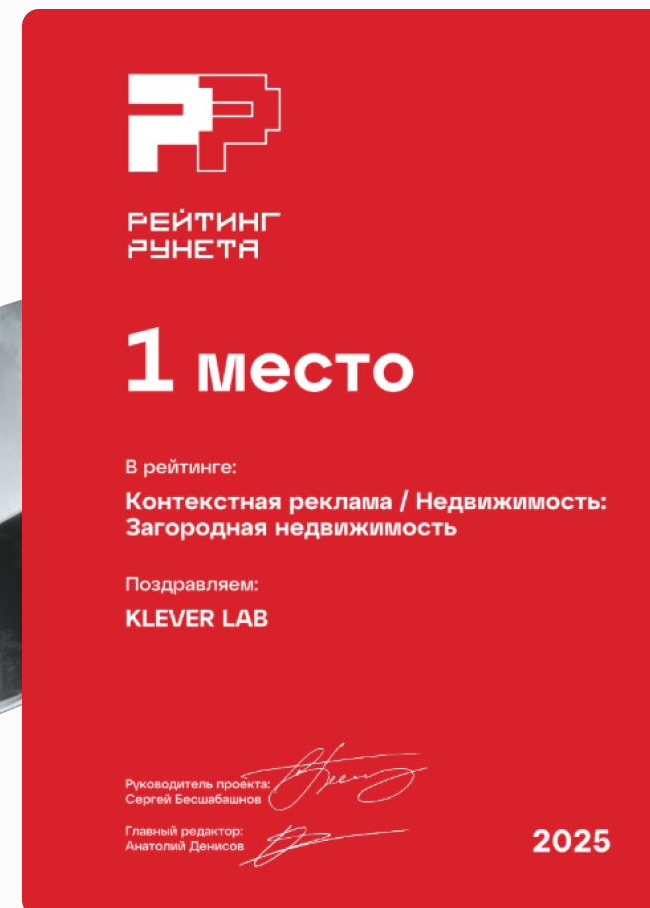 РЕЙТИНГ
РУНЕТА
1 место
В рейтинге:
Контекстная реклама / Недвижимость:
Загородная недвижимость
Поздравляем:
KLEVER LAB
Руководитель проекта:
Сергей Бесшабашнов
Главный редактор:
Анатолий Денисов
2025